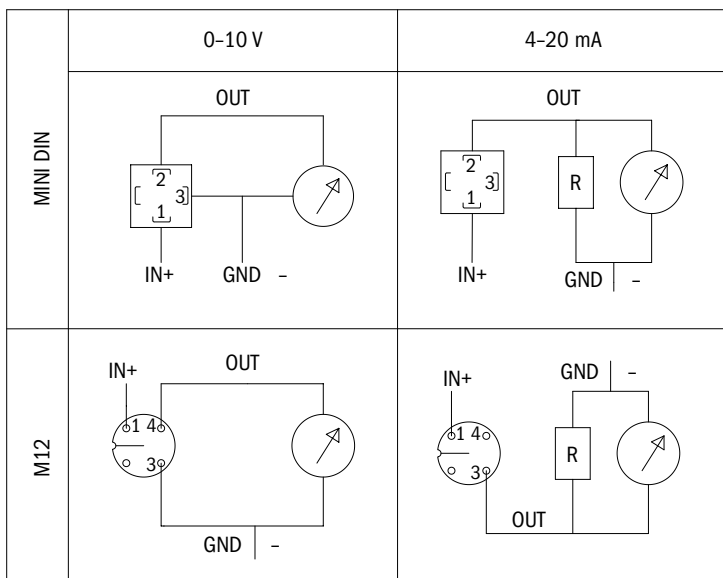 0–10 V
4–20 mA
MINI DIN
OUT
2
3
1
IN+
GND –
OUT
2
3
1
R
IN+
GND –
M12
IN+
OUT
1 4
3
GND –
GND –
IN+
1 4
3
R
OUT